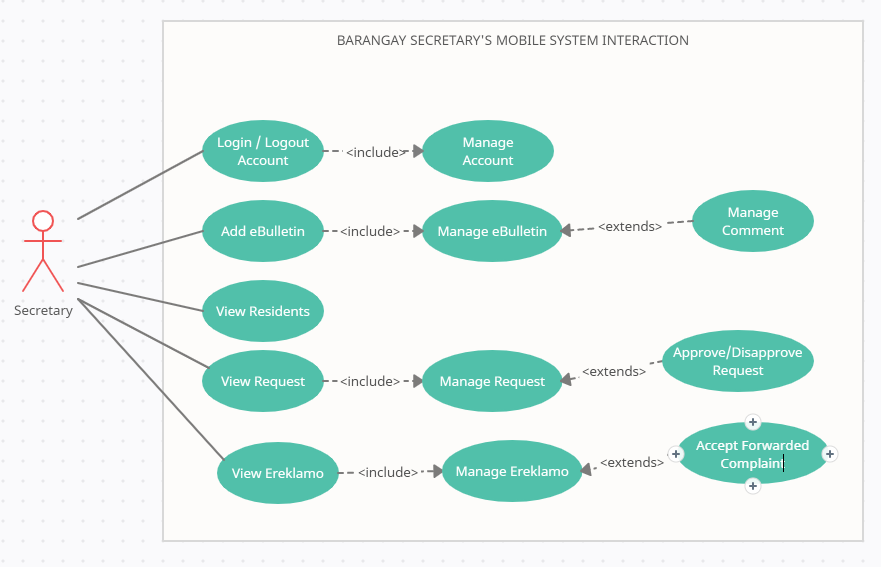 BARANGAY SECRETARY'S MOBILE SYSTEM INTERACTION
Login / Logout
Account
<include>
Manage
Account
Add eBulletin
<include>
Manage eBulletin
<extends>
Manage
Comment
Secretary
View Residents
View Request
<include>
Manage Request
<extends>
Approve/Disapprove
Request
View Ereklamo
<include>
Manage Ereklamo
<extends>
Accept Forwarded
Complaint